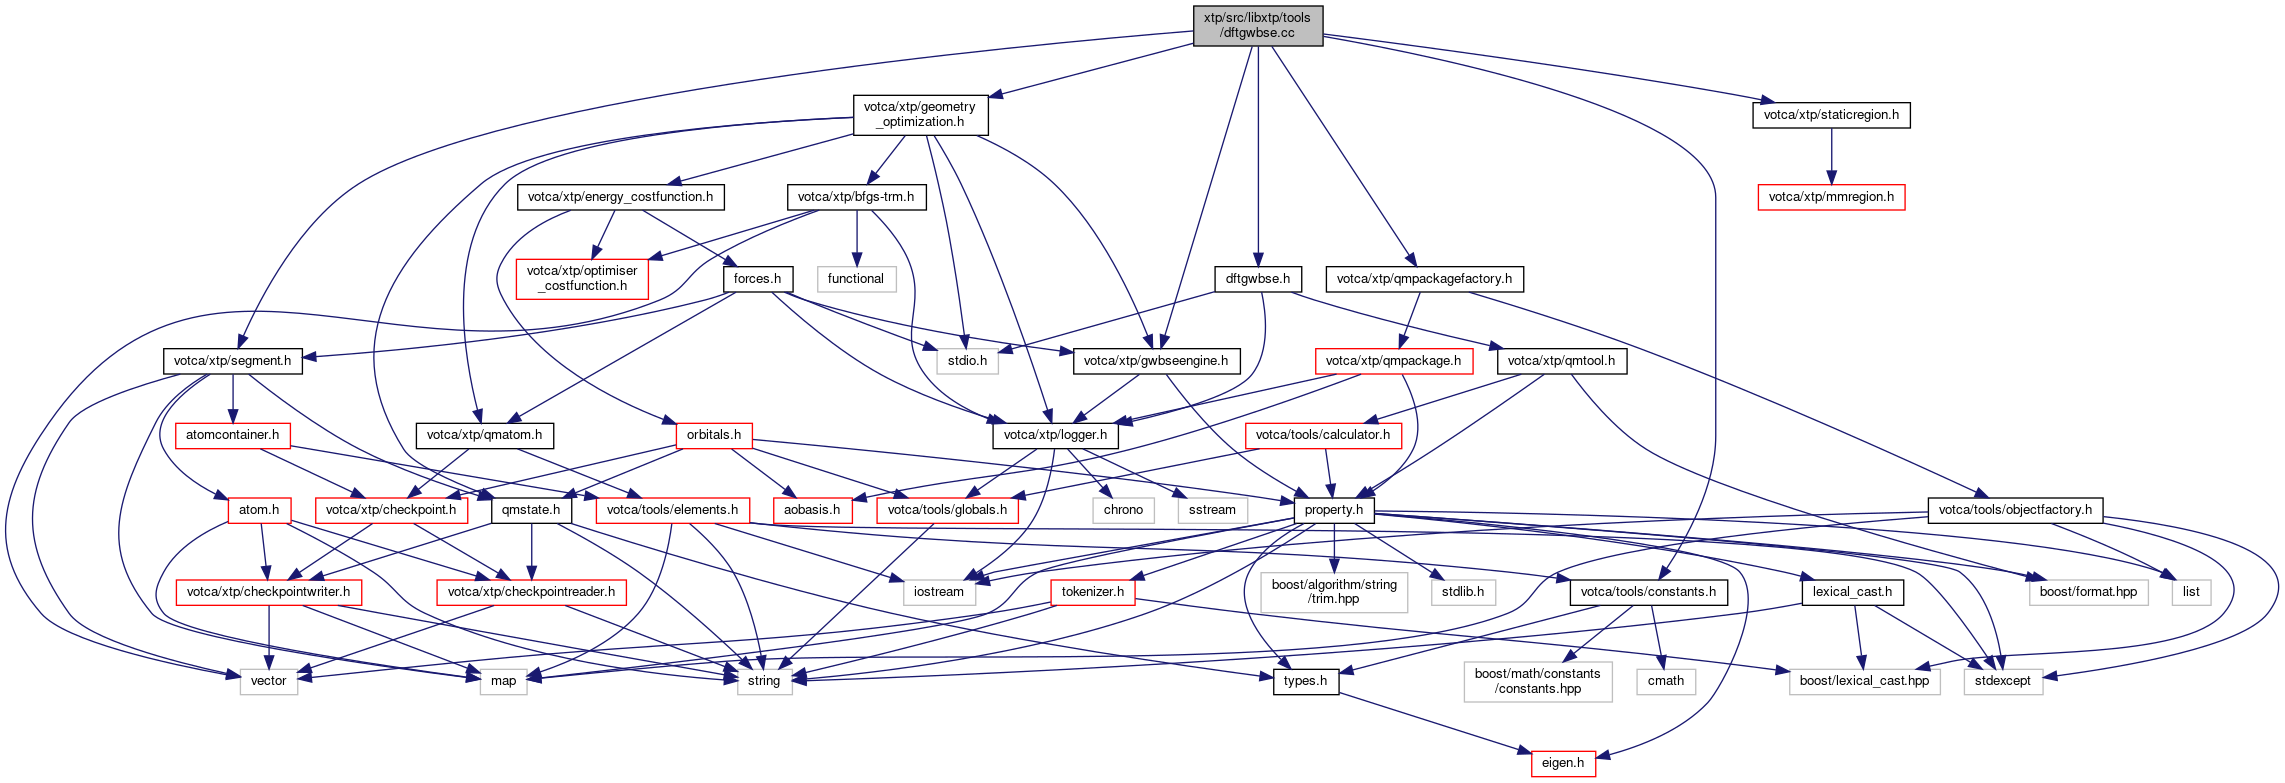 xtp/src/libxtp/tools
/dftgwbse.cc
votca/xtp/geometry
_optimization.h
votca/xtp/staticregion.h
votca/xtp/energy_costfunction.h
votca/xtp/bfgs-trm.h
votca/xtp/mmregion.h
votca/xtp/optimiser
_costfunction.h
forces.h
functional
dftgwbse.h
votca/xtp/qmpackagefactory.h
votca/xtp/segment.h
stdio.h
votca/xtp/gwbseengine.h
votca/xtp/qmpackage.h
votca/xtp/qmtool.h
atomcontainer.h
votca/xtp/qmatom.h
orbitals.h
votca/xtp/logger.h
votca/tools/calculator.h
atom.h
votca/xtp/checkpoint.h
qmstate.h
votca/tools/elements.h
aobasis.h
votca/tools/globals.h
chrono
sstream
property.h
votca/tools/objectfactory.h
votca/xtp/checkpointwriter.h
votca/xtp/checkpointreader.h
iostream
tokenizer.h
boost/algorithm/string
/trim.hpp
stdlib.h
votca/tools/constants.h
lexical_cast.h
boost/format.hpp
list
vector
map
string
types.h
boost/math/constants
/constants.hpp
cmath
boost/lexical_cast.hpp
stdexcept
eigen.h